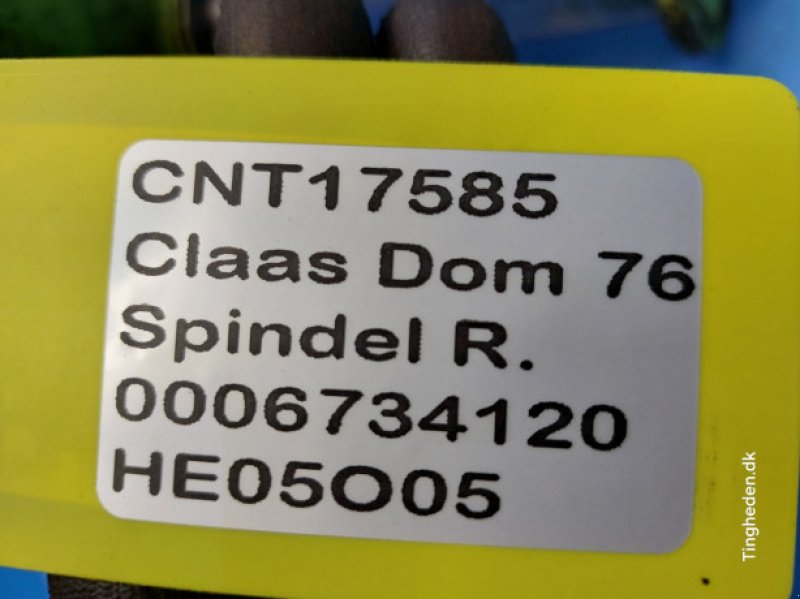 CNT17585
Claas Dom 76
Spindel R.
0006734120
HE05O05
Tingheden.dk